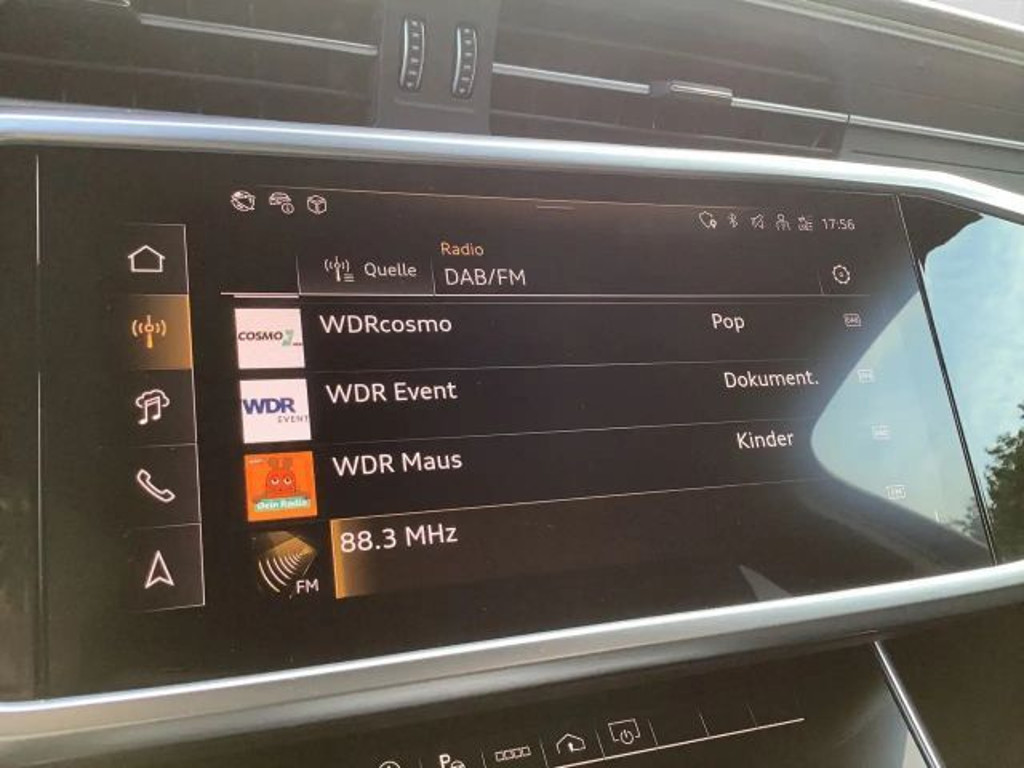 17:56
Radio
Quelle
DAB/FM
COSMO
WDRcosmo
Pop
WDR
EVENT
WDR Event
Dokument.
Dein Radio
WDR Maus
Kinder
FM
88.3 MHz